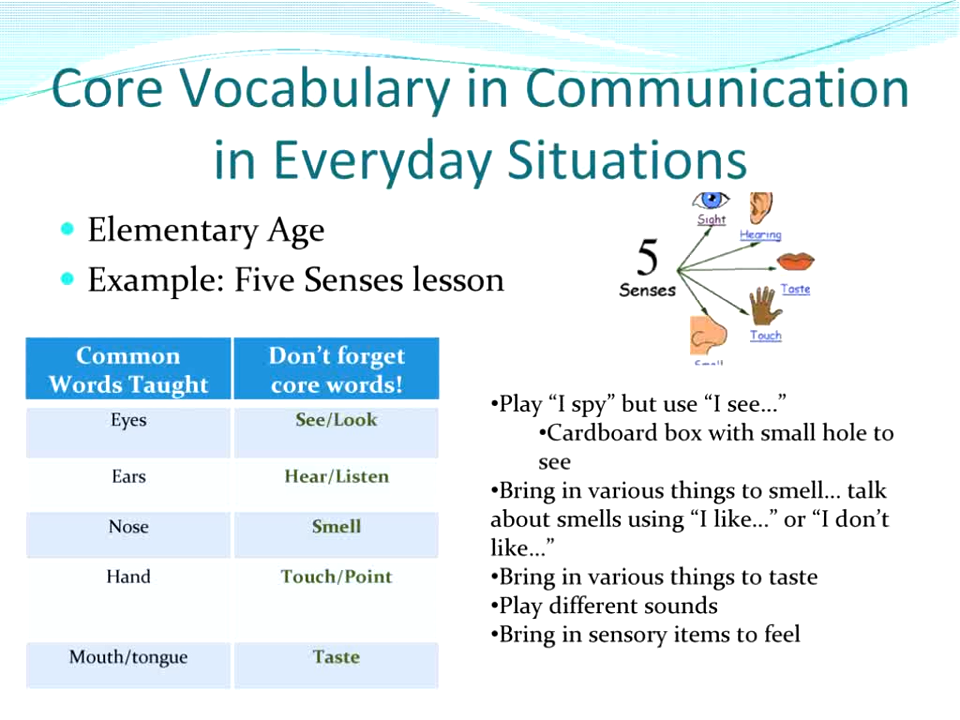 Core Vocabulary in Communication
in Everyday Situations
• Elementary Age
• Example: Five Senses lesson
5
Senses
Sight
Hearing
Taste
Touch
Common
Words Taught
Don't forget
core words!
Eyes
See/Look
Ears
Hear/Listen
Nose
Smell
Hand
Touch/Point
Mouth/tongue
Taste
•Play “I spy” but use “I see...”
•Cardboard box with small hole to
see
•Bring in various things to smell... talk
about smells using “I like...” or “I don't
like...”
•Bring in various things to taste
•Play different sounds
•Bring in sensory items to feel